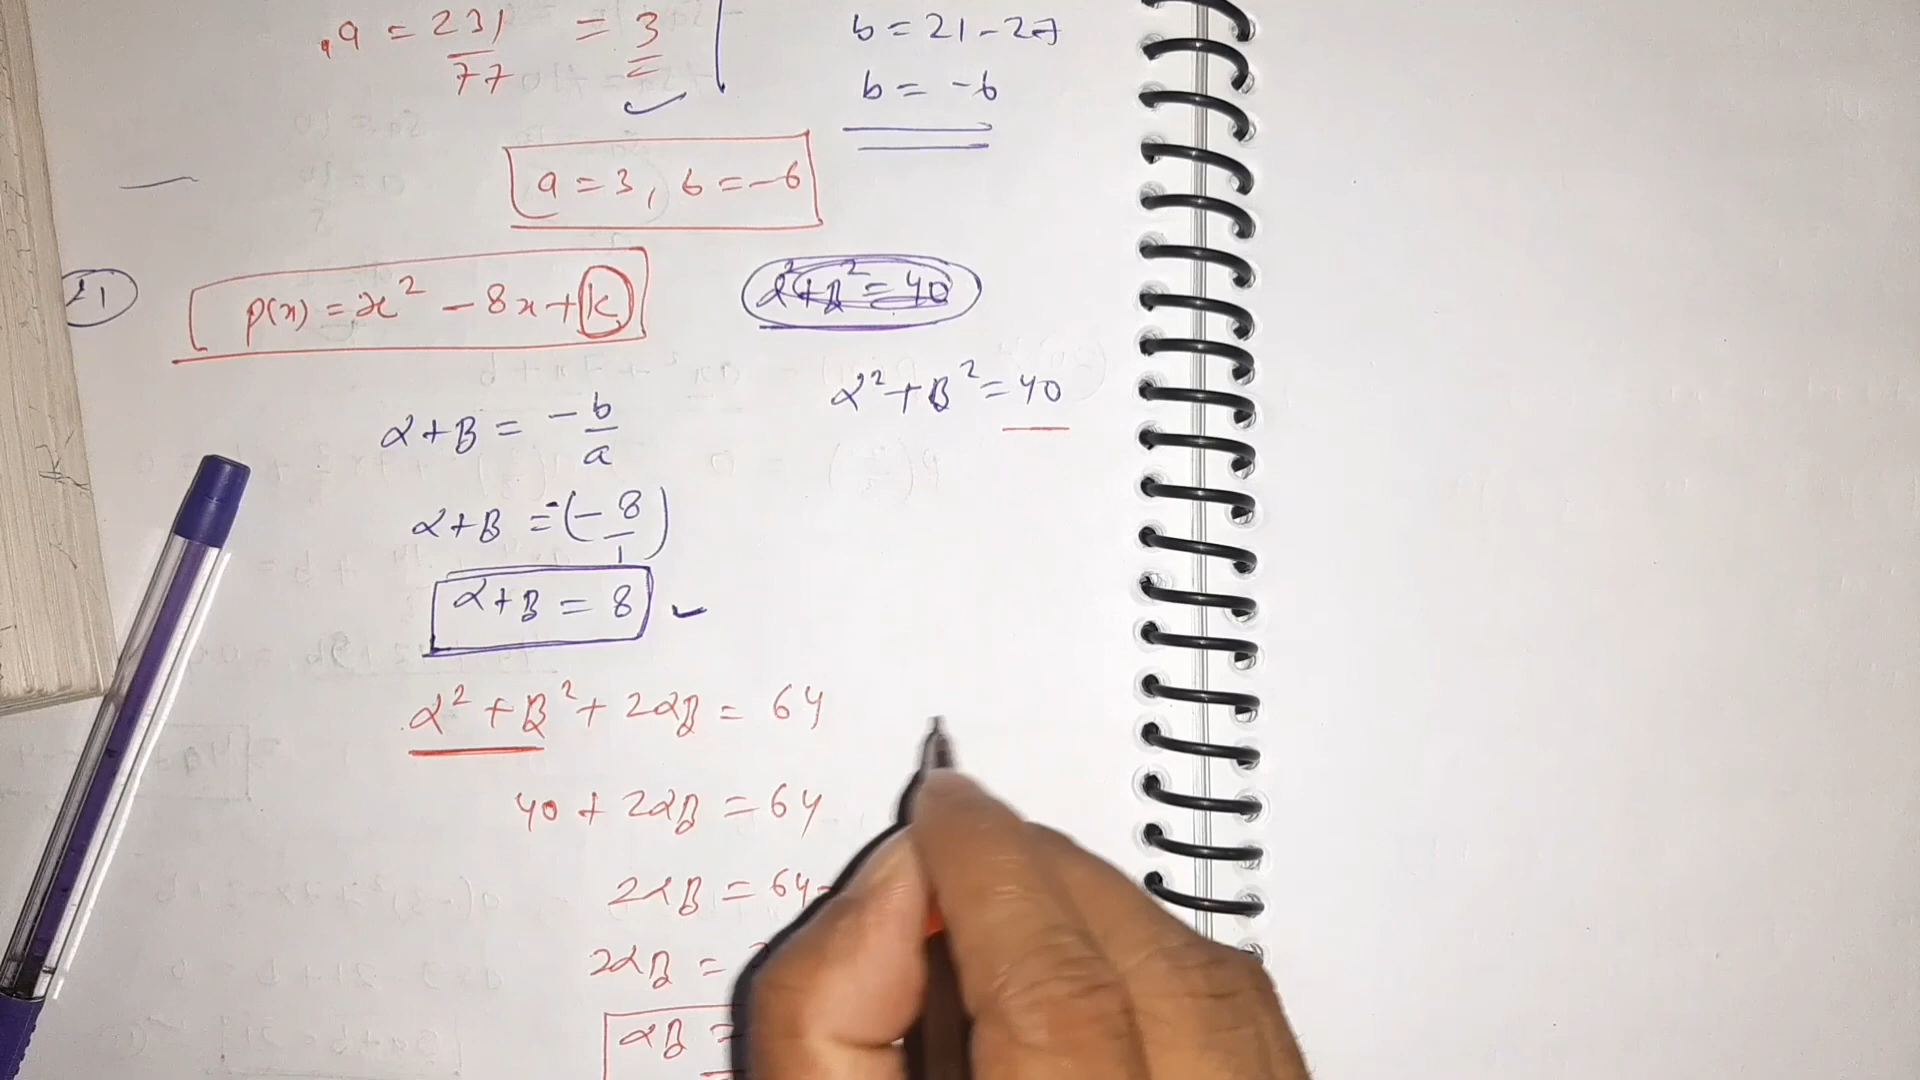 a = 231/77 = 3
b = 21 - 27
b = -6
a = 3, b = -6
21
p(x) = x² - 8x + k
α² + β² = 40
α² + β² = 40
α + β = -b/a
α + β = -(-8/1)
α + β = 8
α² + β² + 2αβ = 64
40 + 2αβ = 64
2αβ = 64-
2αβ =
αβ =